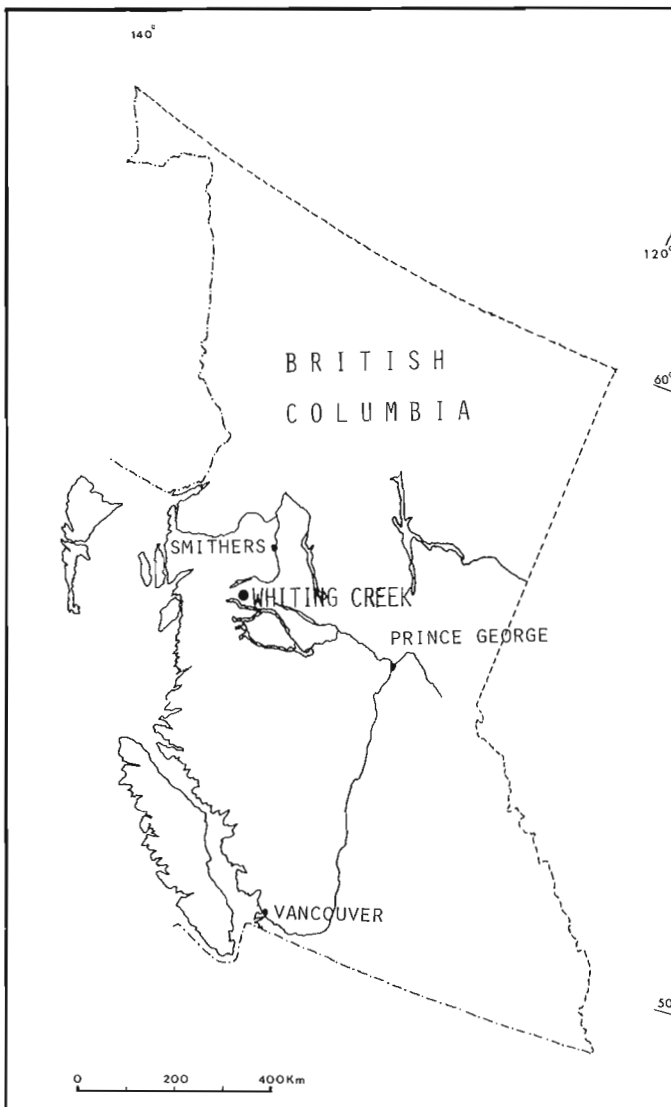 140°
120°
BRITISH
60°
COLUMBIA
SMITHERS
WHITING CREEK
PRINCE GEORGE
VANCOUVER
50
0 200 400Km